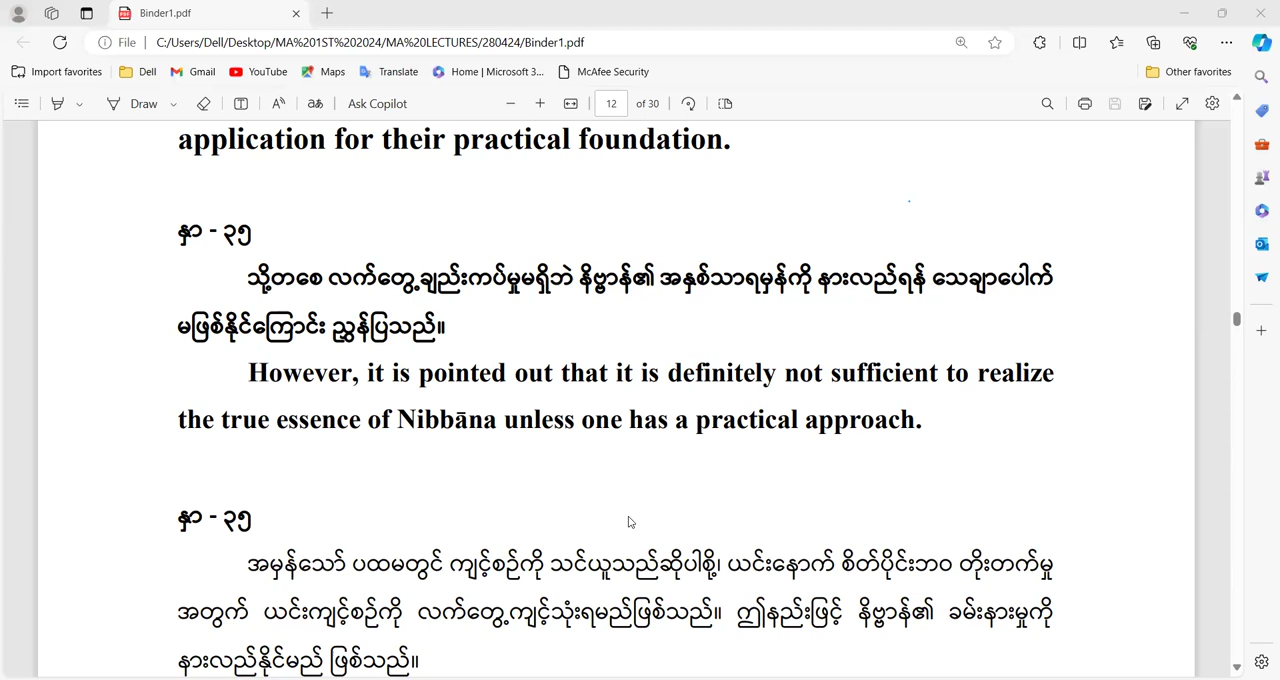 Binder1.pdf
File C:/Users/Dell/Desktop/MA%201ST%202024/MA%20LECTURES/280424/Binder1.pdf
Import favorites Dell Gmail YouTube Maps Translate Home | Microsoft 3... McAfee Security Other favorites
Draw Ask Copilot 12 of 30
application for their practical foundation.
နှာ - ၃၅
သို့တစေ လက်တွေ့ချည်းကပ်မှုမရှိဘဲ နိဗ္ဗာန်၏ အနှစ်သာရမှန်ကို နားလည်ရန် သေချာပေါက်
မဖြစ်နိုင်ကြောင်း ညွှန်ပြသည်။
However, it is pointed out that it is definitely not sufficient to realize
the true essence of Nibbāna unless one has a practical approach.
နှာ - ၃၅
အမှန်သော် ပထမတွင် ကျင့်စဉ်ကို သင်ယူသည်ဆိုပါစို့၊ ယင်းနောက် စိတ်ပိုင်းဘဝ တိုးတက်မှု
အတွက် ယင်းကျင့်စဉ်ကို လက်တွေ့ကျင့်သုံးရမည်ဖြစ်သည်။ ဤနည်းဖြင့် နိဗ္ဗာန်၏ ခမ်းနားမှုကို
နားလည်နိုင်မည် ဖြစ်သည်။